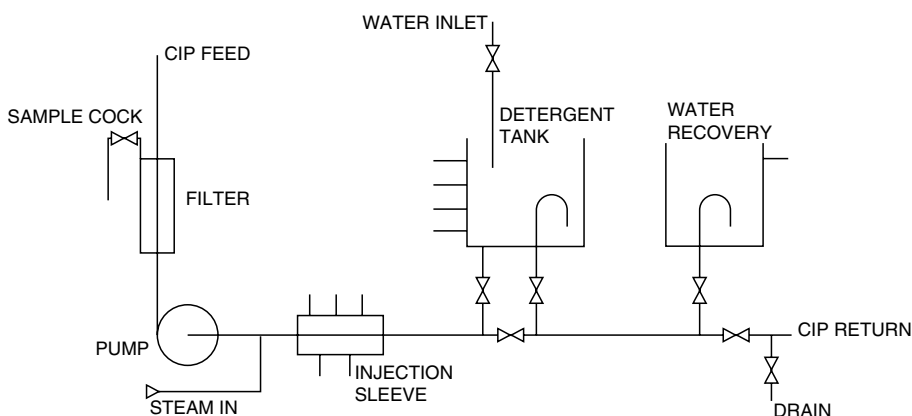 WATER INLET
CIP FEED
SAMPLE COCK
DETERGENT
TANK
WATER
RECOVERY
FILTER
PUMP
CIP RETURN
INJECTION
SLEEVE
STEAM IN
DRAIN